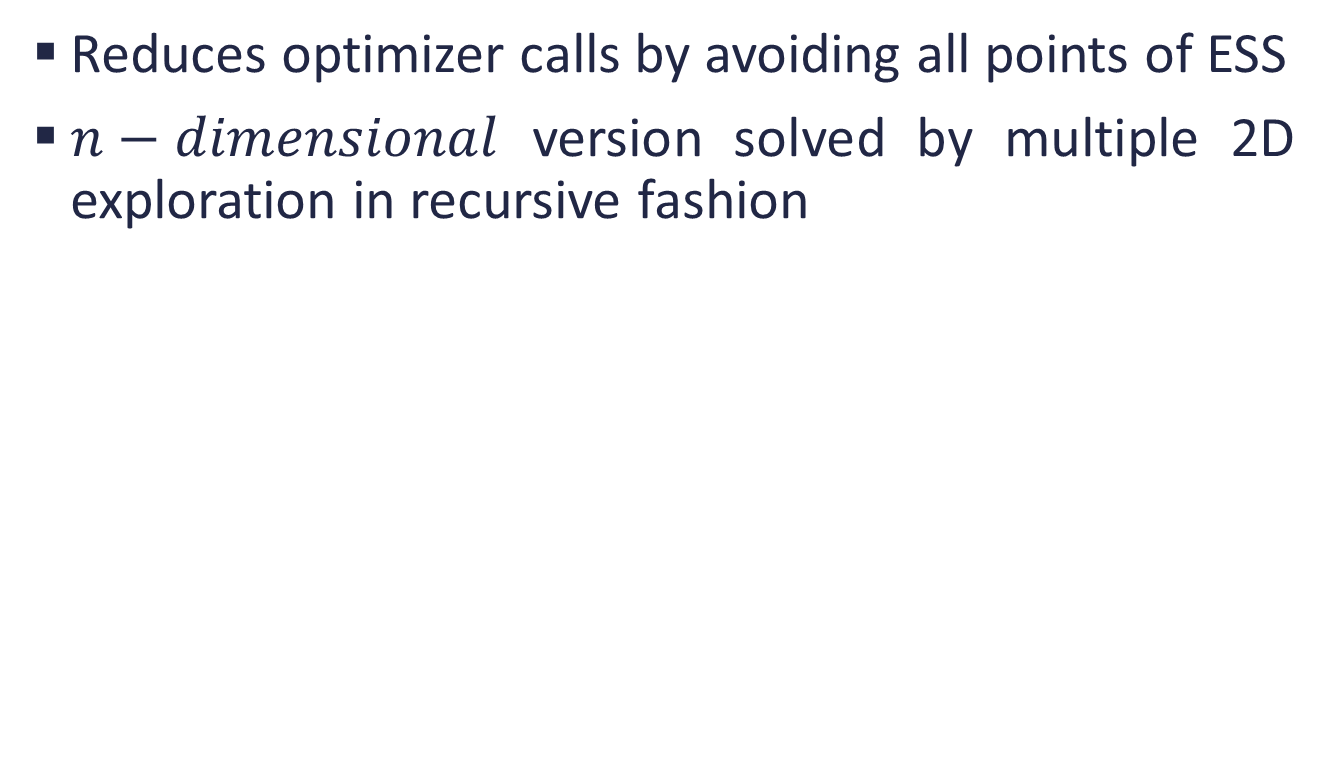 ▪ Reduces optimizer calls by avoiding all points of ESS
▪ 𝑛 − 𝑑𝑖𝑚𝑒𝑛𝑠𝑖𝑜𝑛𝑎𝑙 version solved by multiple 2D
exploration in recursive fashion